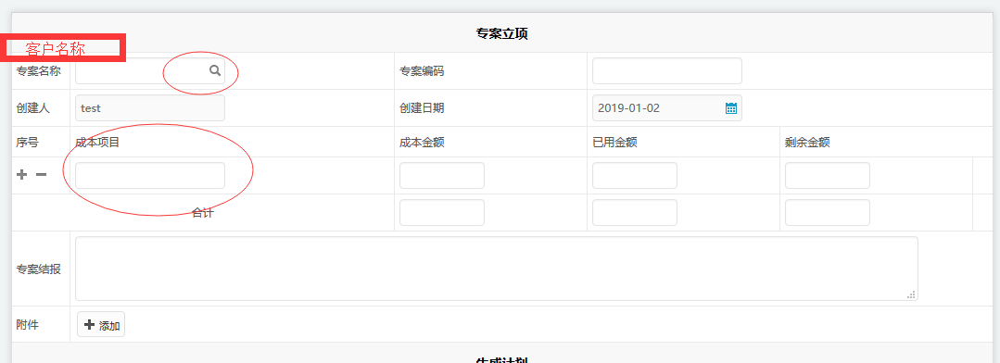 专案立项
客户名称
专案名称 专案编码
创建人 test 创建日期 2019-01-02
序号 成本项目 成本金额 已用金额 剩余金额
合计
专案结报
附件 添加